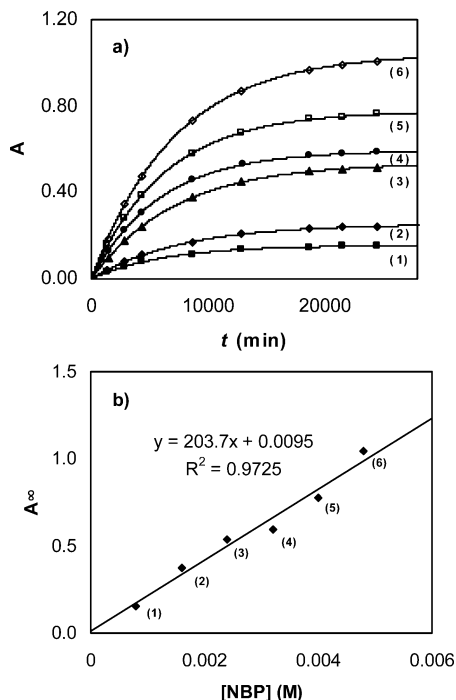 1.20
a)
(6)
0.80
A
(5)
(4)
0.40
(3)
(2)
(1)
0.00
0 10000 20000
t (min)
1.5
b)
y = 203.7x + 0.0095
R² = 0.9725
(6)
1.0
A∞
(5)
(4)
(3)
0.5
(2)
(1)
0.0
0 0.002 0.004 0.006
[NBP] (M)